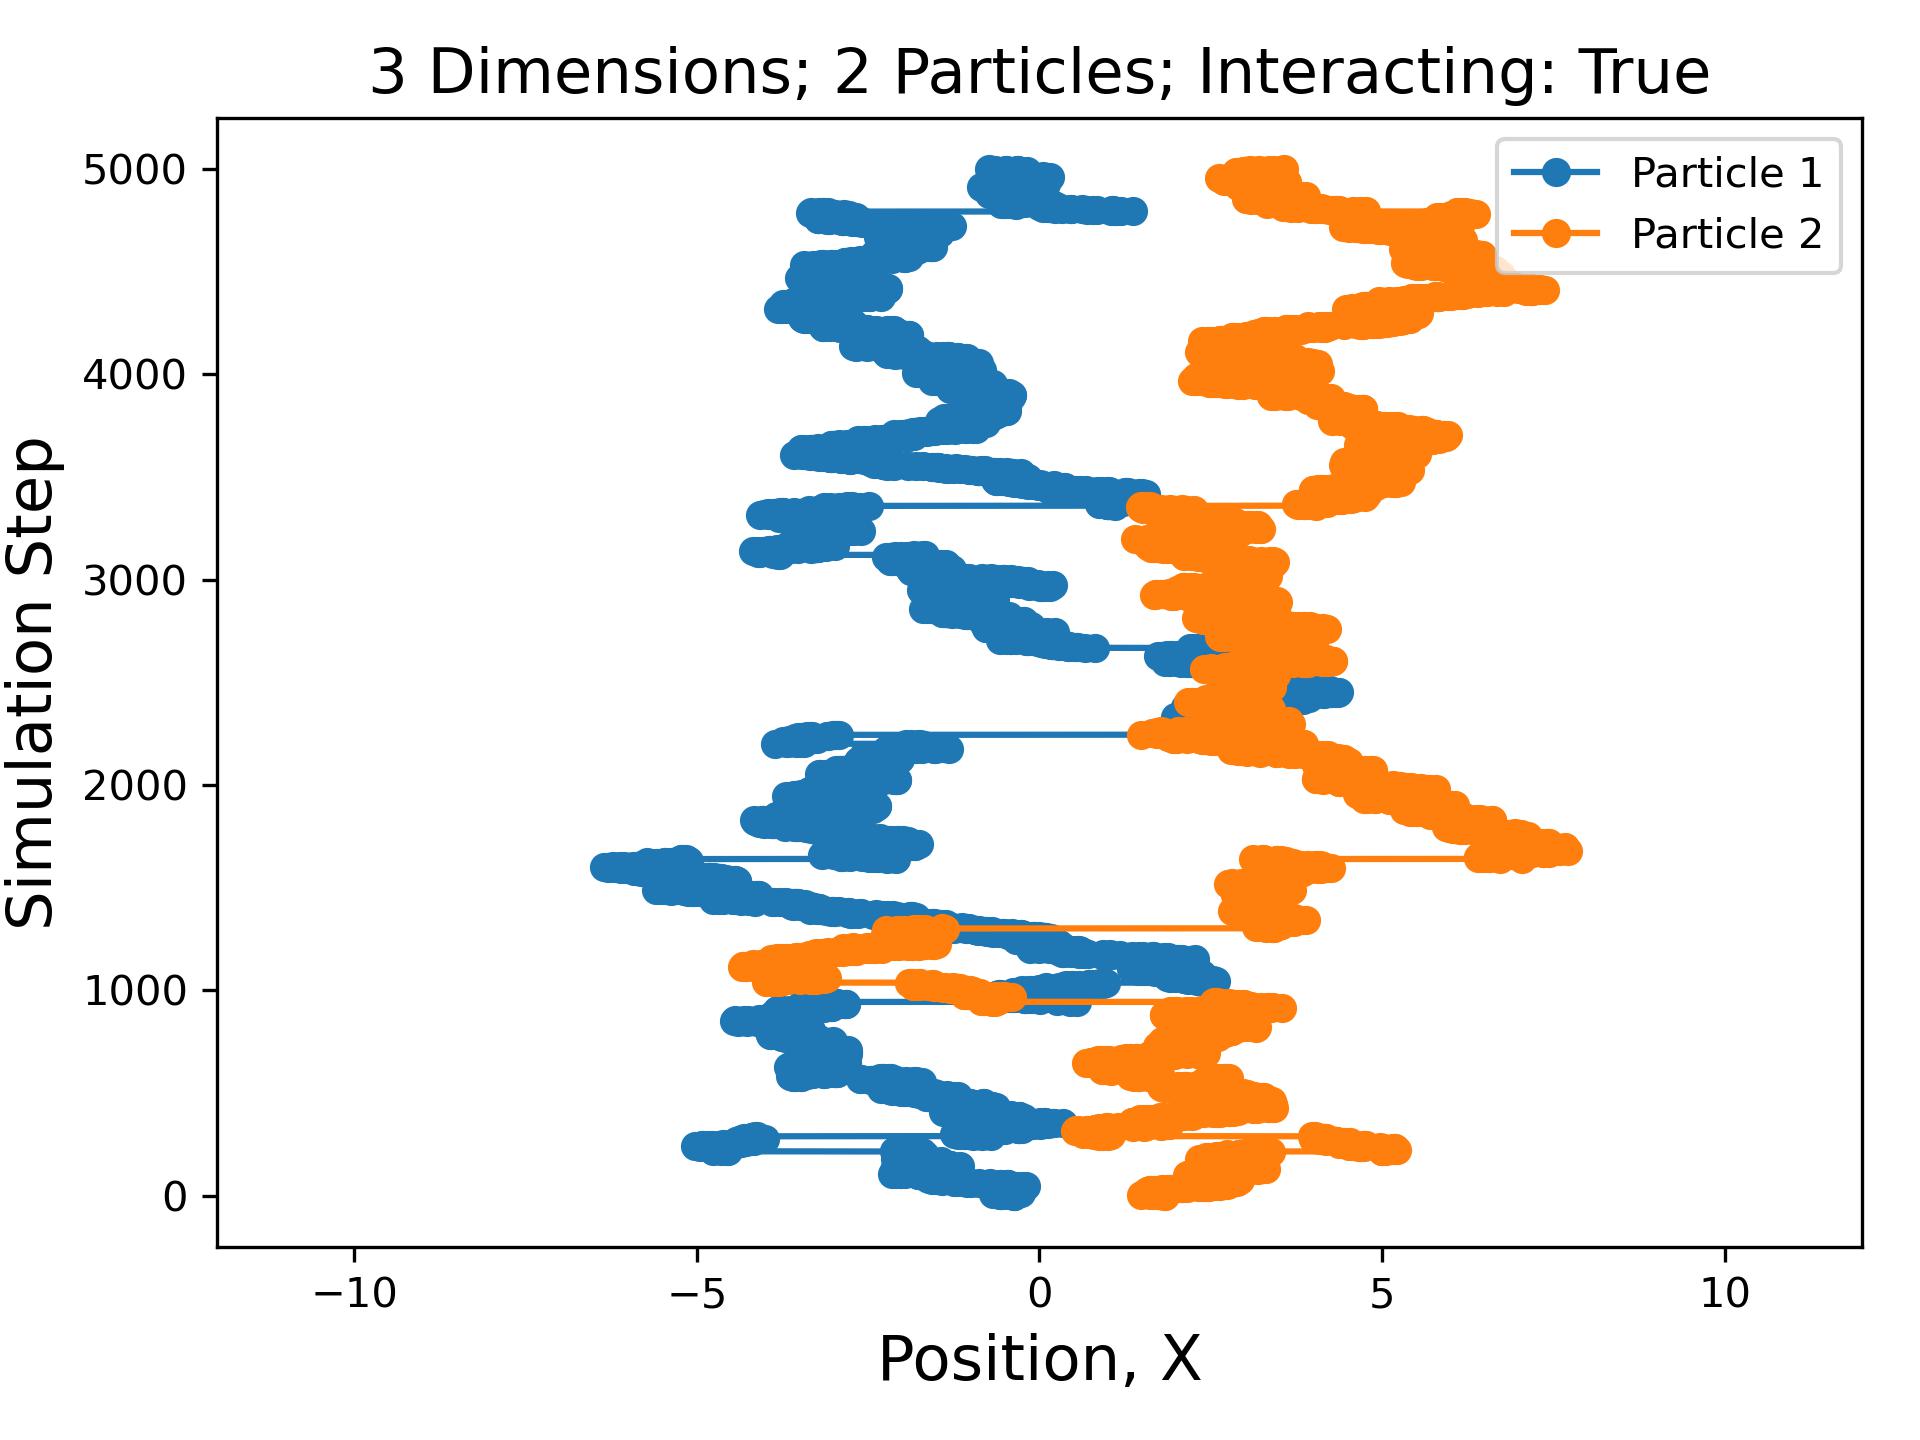 3 Dimensions; 2 Particles; Interacting: True
Particle 1
Particle 2
Simulation Step
5000
4000
3000
2000
1000
0
−10
−5
0
5
10
Position, X